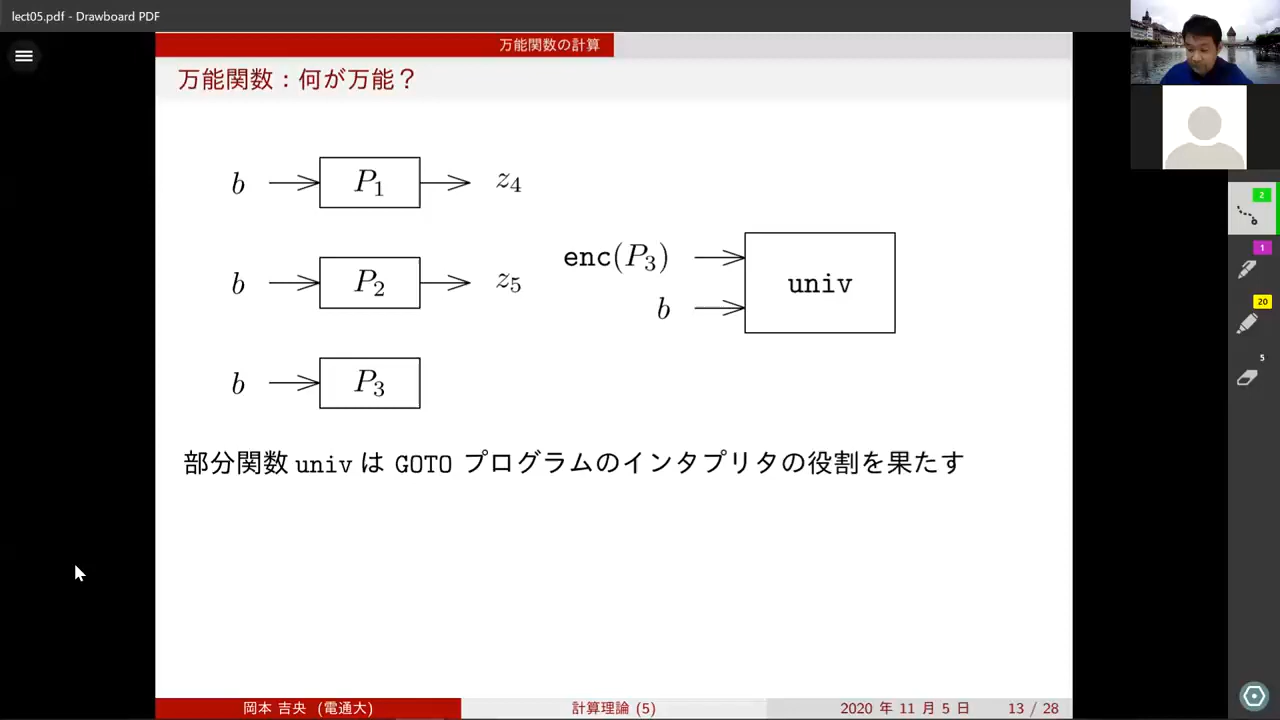 lect05.pdf - Drawboard PDF
万能関数の計算
万能関数：何が万能？
b P₁ z₄
b P₂ z₅
enc(P₃)
b univ
b P₃
部分関数 univ は GOTO プログラムのインタプリタの役割を果たす
岡本 吉央 (電通大) 計算理論 (5) 2020 年 11 月 5 日 13 / 28
2
1
20
5